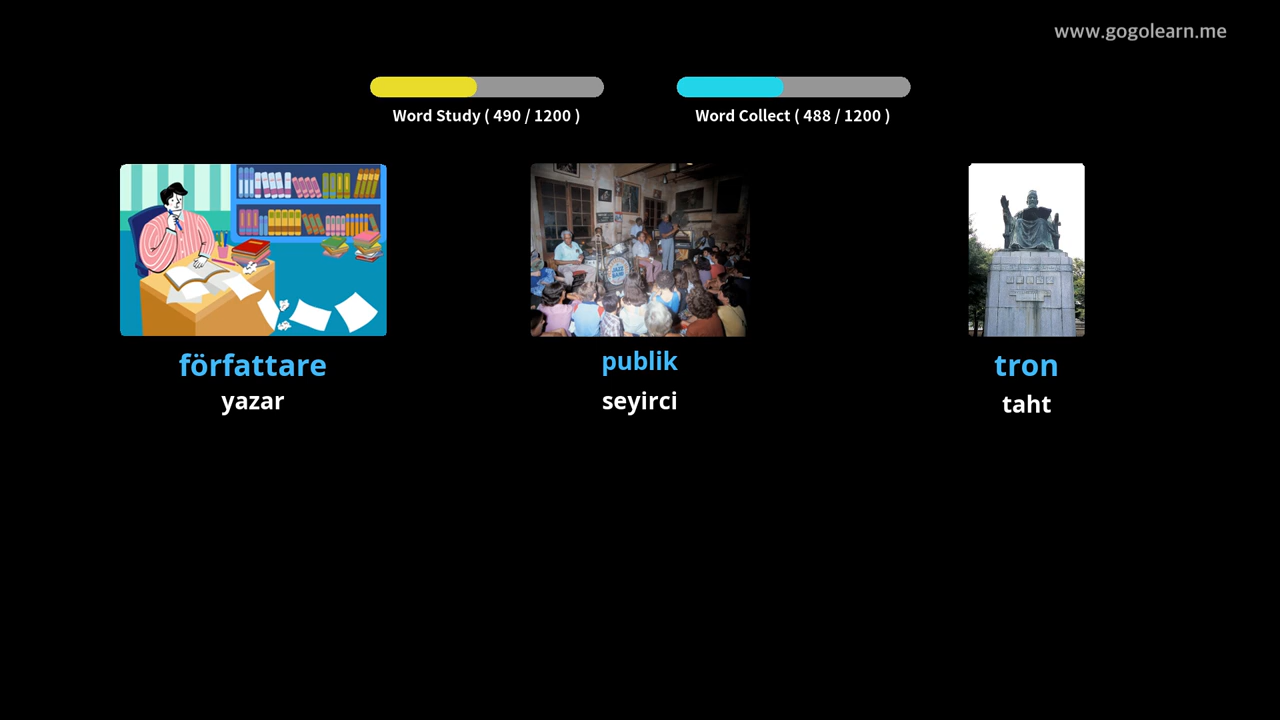 www.gogolearn.me
Word Study ( 490 / 1200 )
Word Collect ( 488 / 1200 )
författare
publik
tron
yazar
seyirci
taht